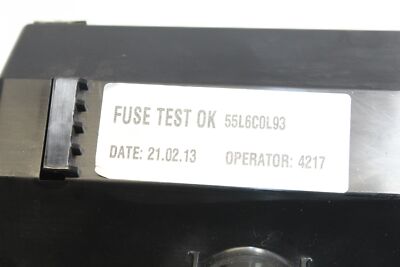 FUSE TEST OK 55L6C0L93
DATE: 21.02.13 OPERATOR: 4217